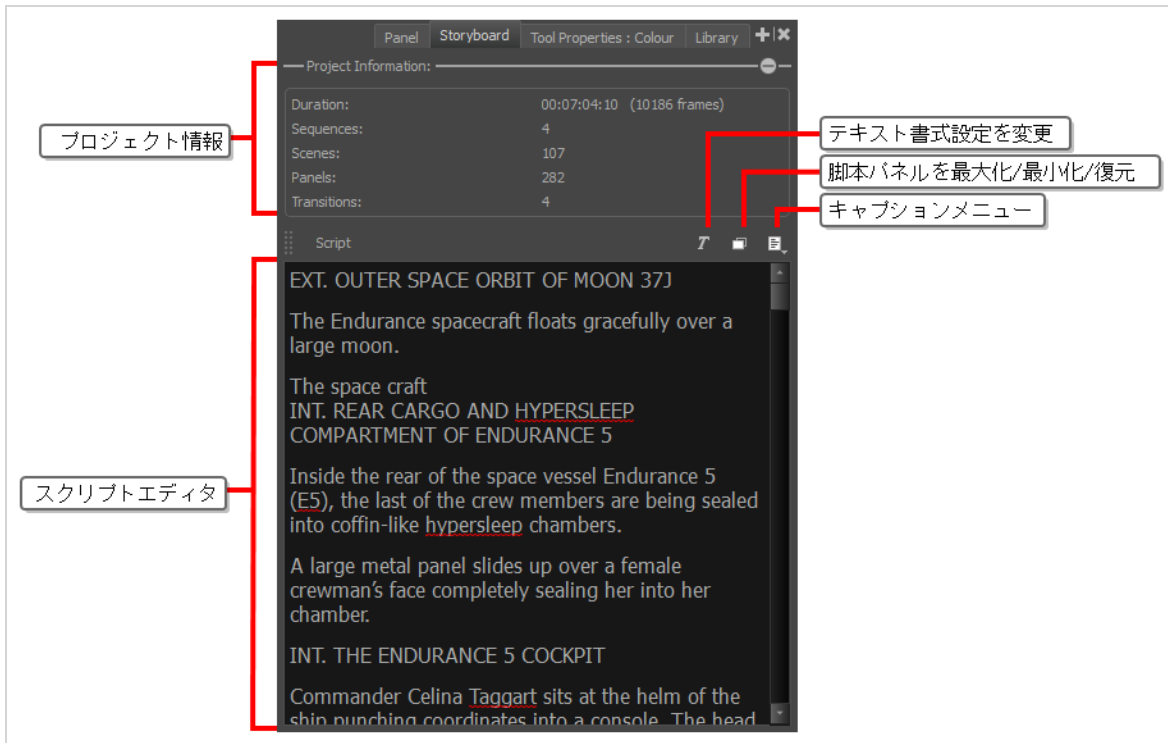 Panel Storyboard Tool Properties : Colour Library
Project Information:
Duration: 00:07:04:10 (10186 frames)
Sequences: 4
Scenes: 107
Panels: 282
Transitions: 4
プロジェクト情報
テキスト書式設定を変更
脚本パネルを最大化/最小化/復元
キャプションメニュー
Script
スクリプトエディタ
EXT. OUTER SPACE ORBIT OF MOON 37J
The Endurance spacecraft floats gracefully over a
large moon.
The space craft
INT. REAR CARGO AND HYPERSLEEP
COMPARTMENT OF ENDURANCE 5
Inside the rear of the space vessel Endurance 5
(E5), the last of the crew members are being sealed
into coffin-like hypersleep chambers.
A large metal panel slides up over a female
crewman's face completely sealing her into her
chamber.
INT. THE ENDURANCE 5 COCKPIT
Commander Celina Taggart sits at the helm of the
ship punching coordinates into a console. The head